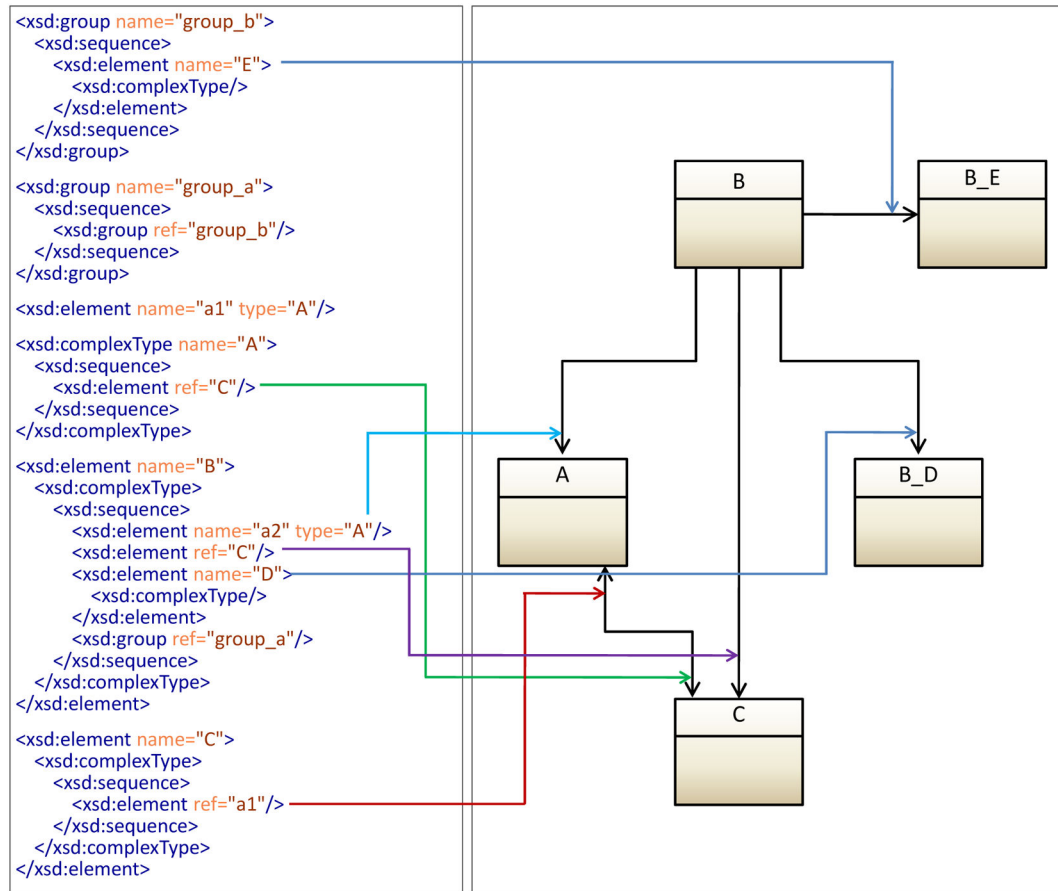 <xsd:group name="group_b">
<xsd:sequence>
<xsd:element name="E">
<xsd:complexType/>
</xsd:element>
</xsd:sequence>
</xsd:group>
<xsd:group name="group_a">
<xsd:sequence>
<xsd:group ref="group_b"/>
</xsd:sequence>
</xsd:group>
<xsd:element name="a1" type="A"/>
<xsd:complexType name="A">
<xsd:sequence>
<xsd:element ref="C"/>
</xsd:sequence>
</xsd:complexType>
<xsd:element name="B">
<xsd:complexType>
<xsd:sequence>
<xsd:element name="a2" type="A"/>
<xsd:element ref="C"/>
<xsd:element name="D">
<xsd:complexType/>
</xsd:element>
<xsd:group ref="group_a"/>
</xsd:sequence>
</xsd:complexType>
</xsd:element>
<xsd:element name="C">
<xsd:complexType>
<xsd:sequence>
<xsd:element ref="a1"/>
</xsd:sequence>
</xsd:complexType>
</xsd:element>
B
B_E
A
B_D
C